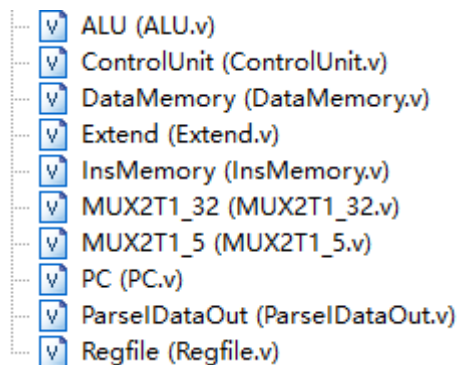 ALU (ALU.v)
ControlUnit (ControlUnit.v)
DataMemory (DataMemory.v)
Extend (Extend.v)
InsMemory (InsMemory.v)
MUX2T1_32 (MUX2T1_32.v)
MUX2T1_5 (MUX2T1_5.v)
PC (PC.v)
ParselDataOut (ParselDataOut.v)
Regfile (Regfile.v)